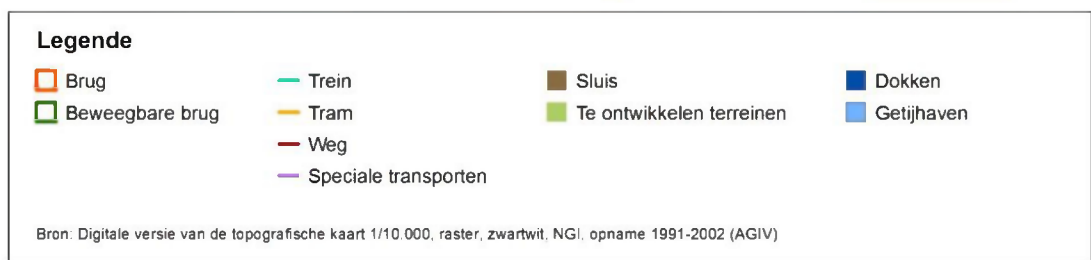 Legende
Brug
Beweegbare brug
Trein
Tram
Weg
Speciale transporten
Sluis
Te ontwikkelen terreinen
Dokken
Getijhaven
Bron: Digitale versie van de topografische kaart 1/10.000, raster, zwartwit, NGI, opname 1991-2002 (AGIV)